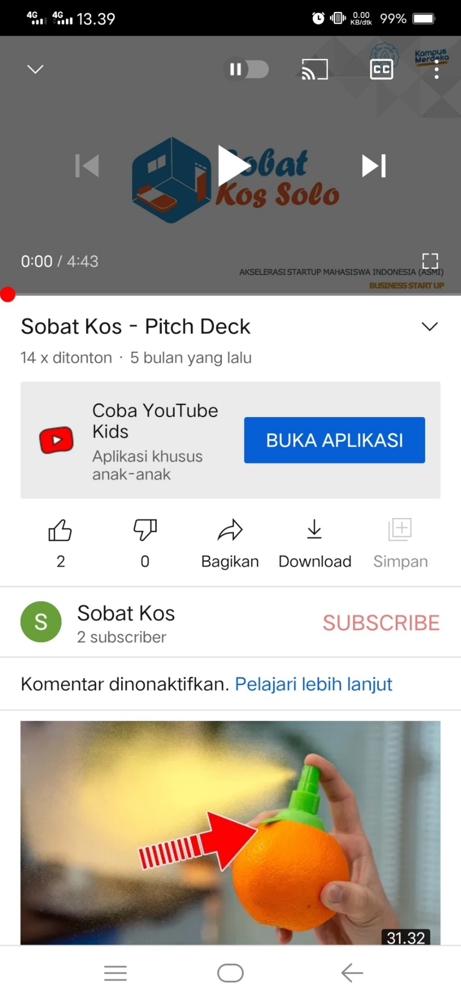 4G 4G 13.39 0.00 KB/dtk 99%
Kampus
Merdeka
CC
Sobat
Kos Solo
0:00 / 4:43
AKSELERASI STARTUP MAHASISWA INDONESIA (ASMI)
BUSINESS START UP
Sobat Kos - Pitch Deck
14 x ditonton · 5 bulan yang lalu
Coba YouTube
Kids
Aplikasi khusus
anak-anak
BUKA APLIKASI
2 0 Bagikan Download Simpan
S
Sobat Kos
2 subscriber
SUBSCRIBE
Komentar dinonaktifkan. Pelajari lebih lanjut
31.32